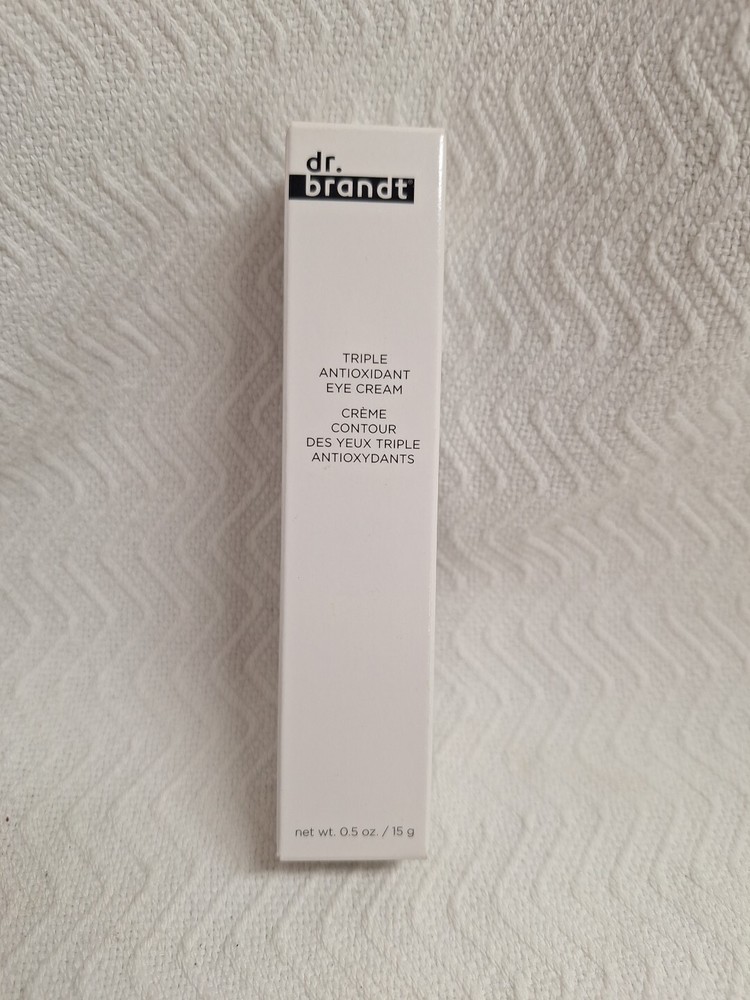 dr.
brandt®
TRIPLE
ANTIOXIDANT
EYE CREAM
CRÈME
CONTOUR
DES YEUX TRIPLE
ANTIOXYDANTS
net wt. 0.5 oz. / 15 g